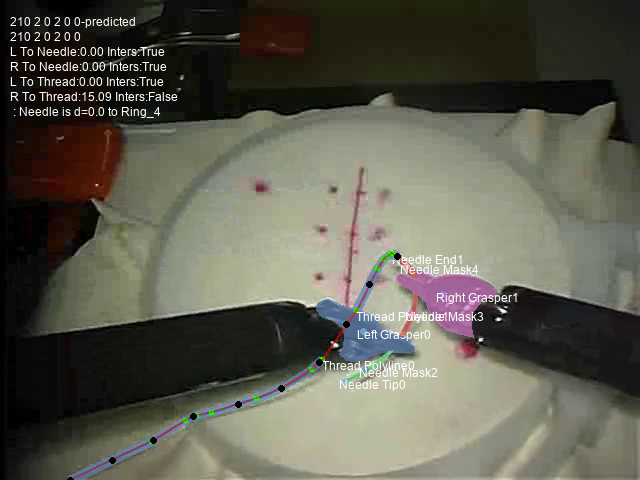 210 2 0 2 0 0-predicted
210 2 0 2 0 0
L To Needle:0.00 Inters:True
R To Needle:0.00 Inters:True
L To Thread:0.00 Inters:True
R To Thread:15.09 Inters:False
: Needle is d=0.0 to Ring_4
Needle End1
Needle Mask4
Right Grasper1
Thread Polyline1
Mask3
Left Grasper0
Thread Polyline0
Needle Mask2
Needle Tip0